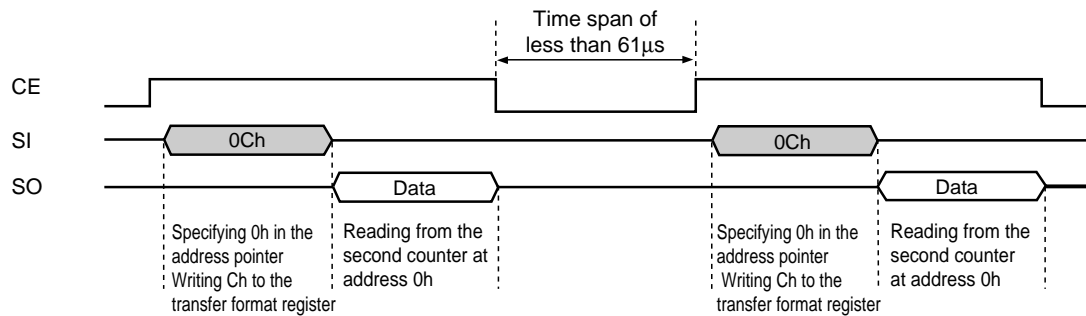 Time span of
less than 61μs
CE
SI
0Ch
0Ch
SO
Data
Data
Specifying 0h in the
address pointer
Writing Ch to the
transfer format register
Reading from the
second counter at
address 0h
Specifying 0h in the
address pointer
Writing Ch to the
transfer format register
Reading from the
second counter
at address 0h